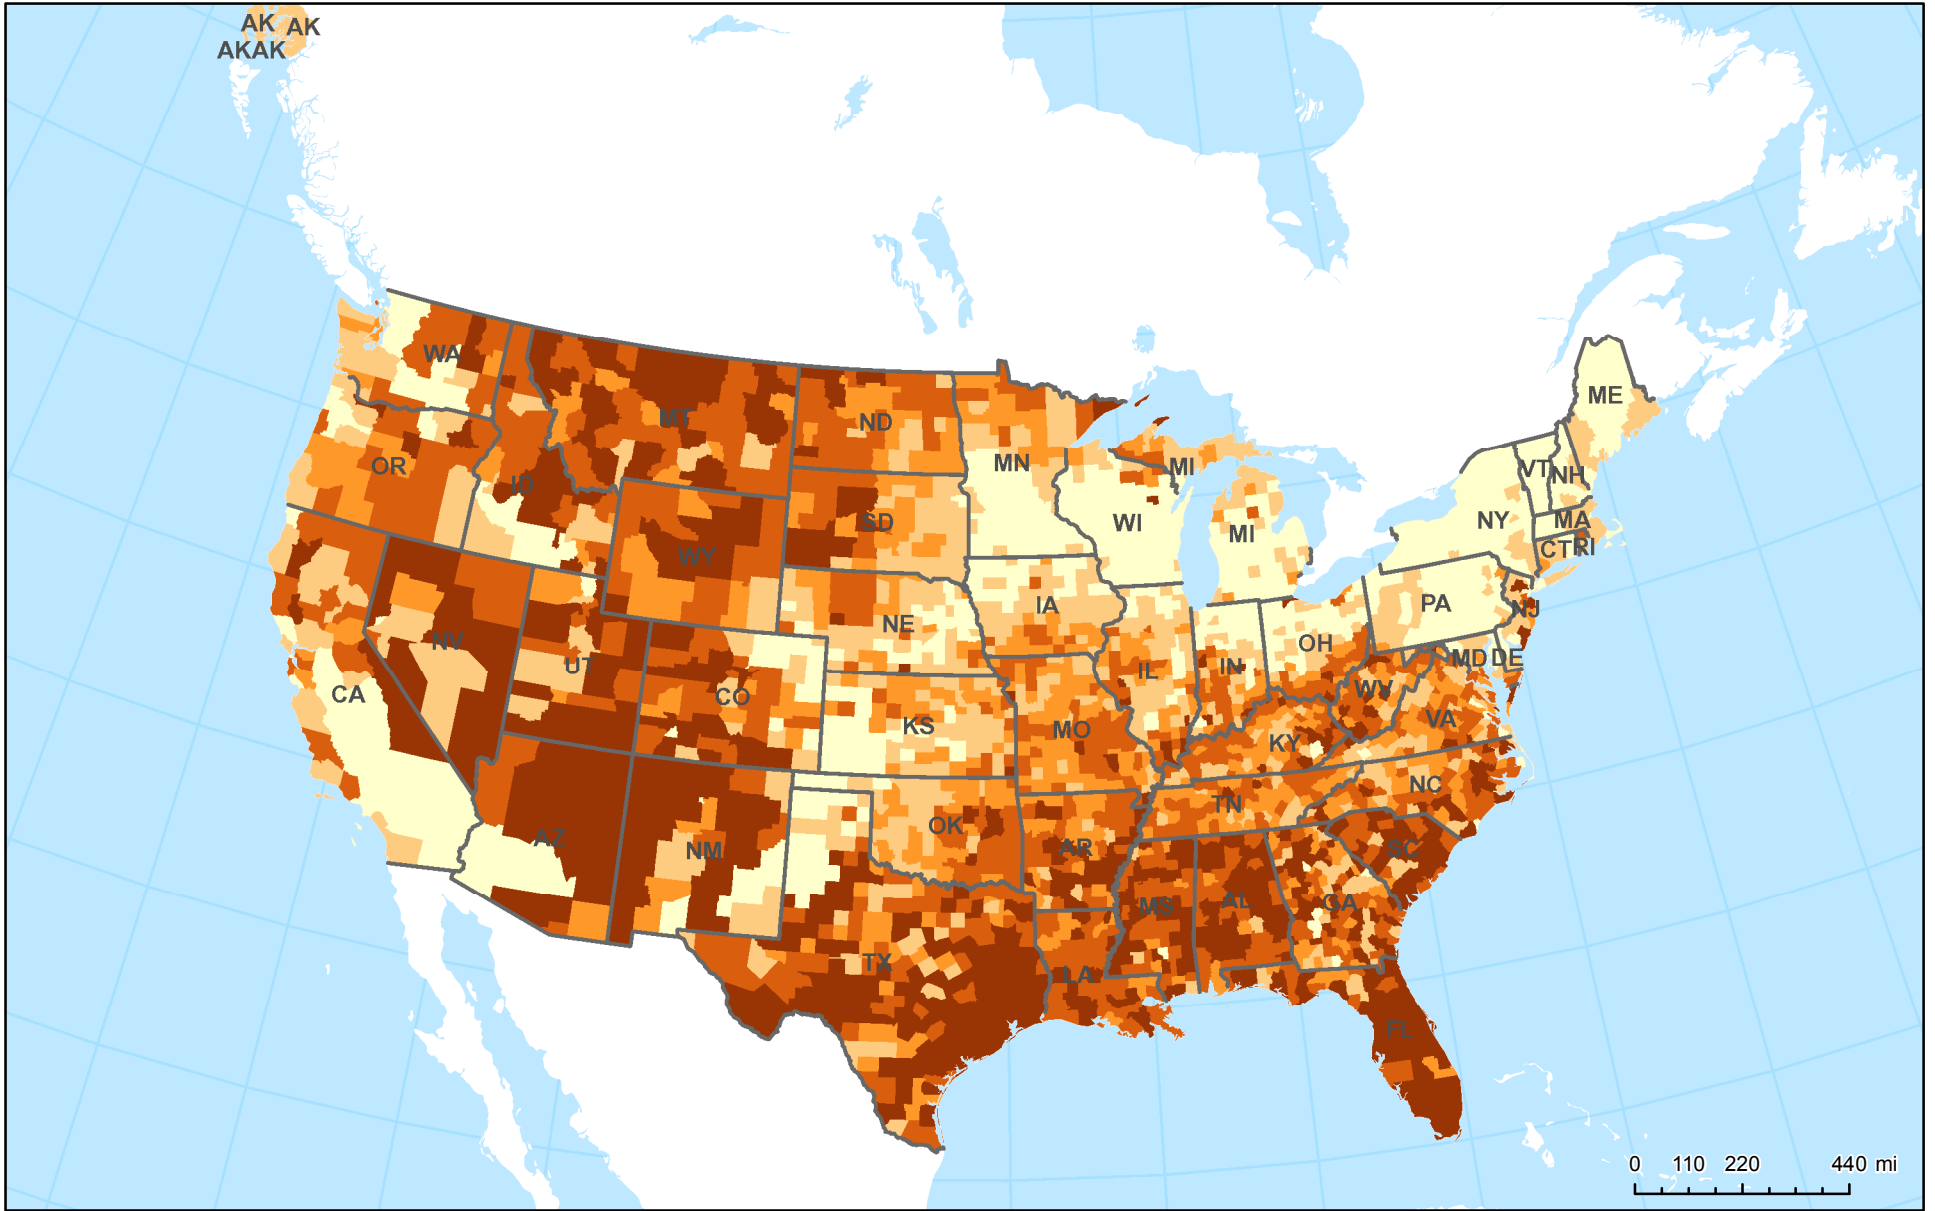 AK AK
AKAK
WA
MT
ND
MN
MI
ME
VT
NH
OR
ID
SD
WI
MI
NY
MA
WY
CT
RI
IA
PA
NJ
NE
NV
OH
UT
IL
IN
MD
DE
CA
CO
WV
KS
MO
VA
KY
NC
TN
OK
AZ
NM
AR
SC
MS
AL
GA
TX
LA
FL
0 110 220 440 mi